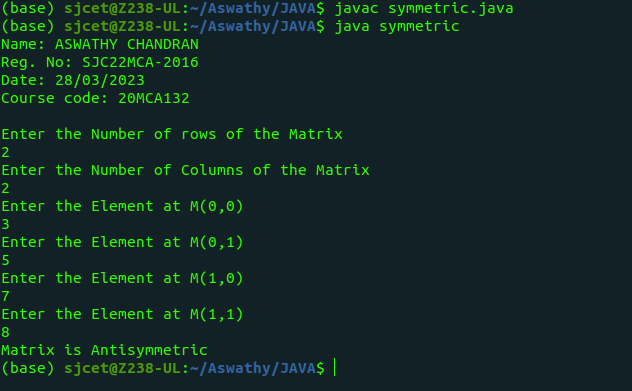 (base) sjcet@Z238-UL:~/Aswathy/JAVA$ javac symmetric.java
(base) sjcet@Z238-UL:~/Aswathy/JAVA$ java symmetric
Name: ASWATHY CHANDRAN
Reg. No: SJC22MCA-2016
Date: 28/03/2023
Course code: 20MCA132
Enter the Number of rows of the Matrix
2
Enter the Number of Columns of the Matrix
2
Enter the Element at M(0,0)
3
Enter the Element at M(0,1)
5
Enter the Element at M(1,0)
7
Enter the Element at M(1,1)
8
Matrix is Antisymmetric
(base) sjcet@Z238-UL:~/Aswathy/JAVA$